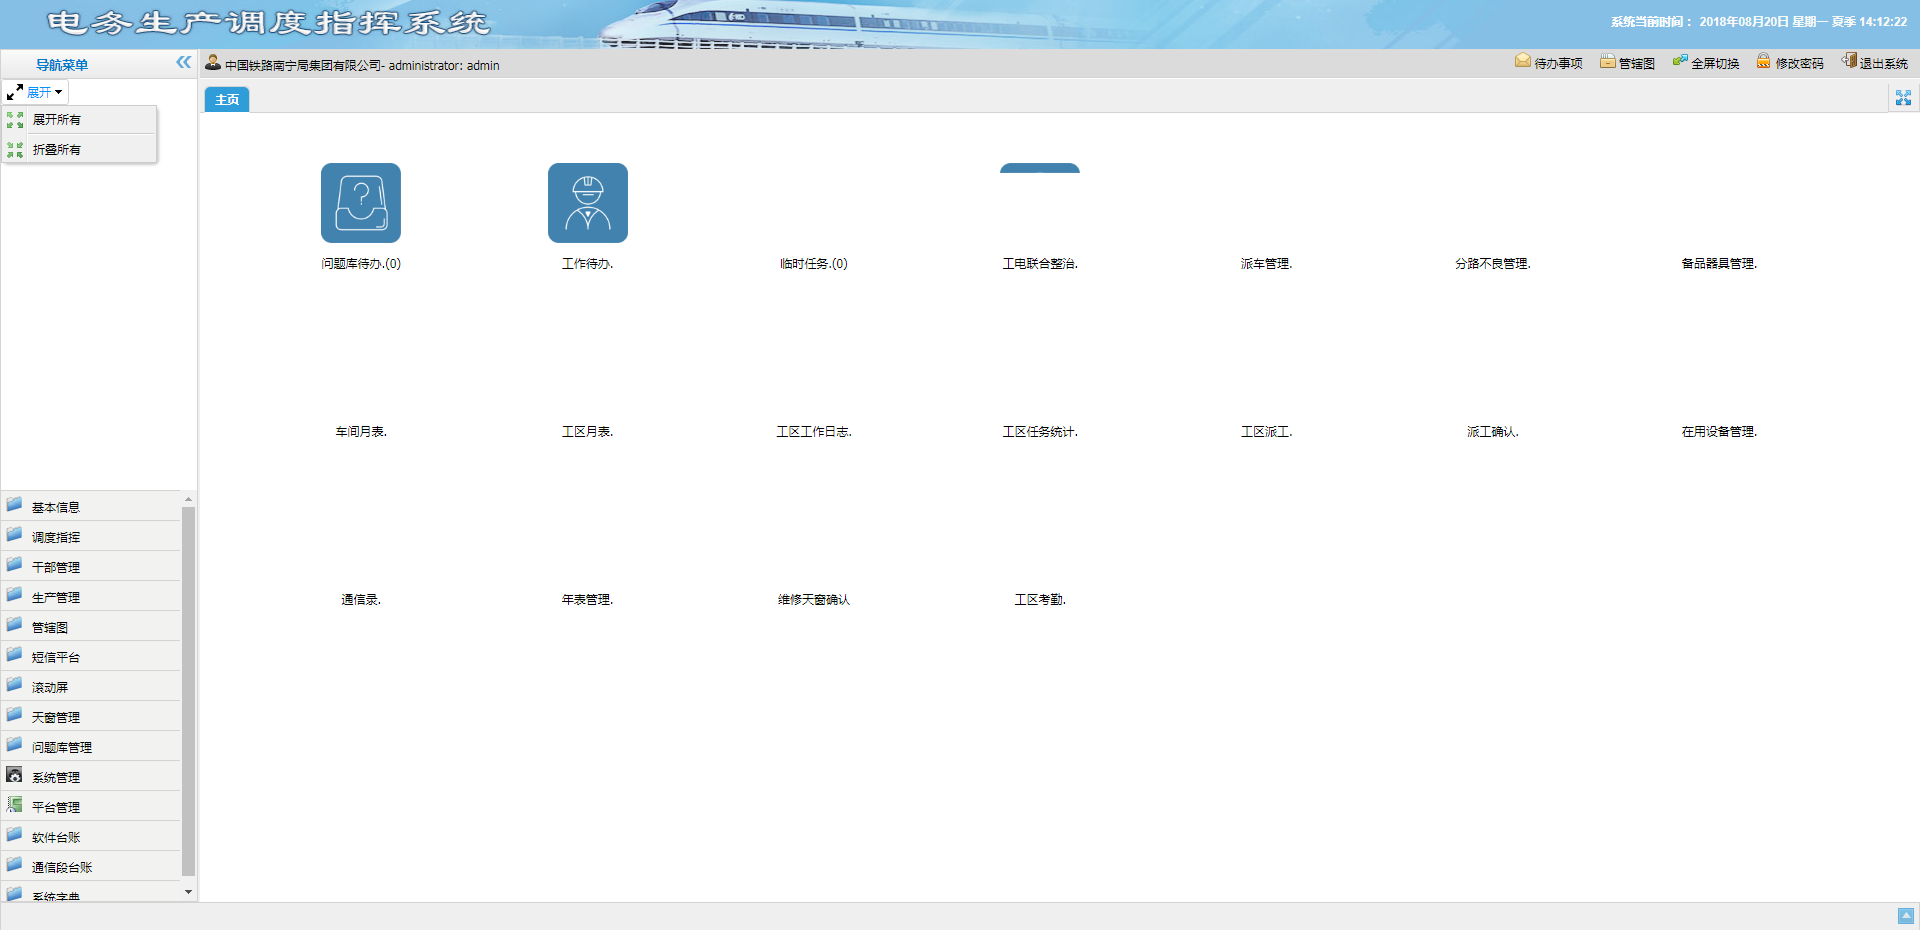 电务生产调度指挥系统
系统当前时间： 2018年08月20日 星期一 夏季 14:12:22
导航菜单
中国铁路南宁局集团有限公司- administrator: admin
待办事项
管辖图
全屏切换
修改密码
退出系统
展开
主页
展开所有
折叠所有
问题库待办.(0)
工作待办.
临时任务.(0)
工电联合整治.
派车管理.
分路不良管理.
备品器具管理.
车间月表.
工区月表.
工区工作日志.
工区任务统计.
工区派工.
派工确认.
在用设备管理.
通信录.
年表管理.
维修天窗确认
工区考勤.
基本信息
调度指挥
干部管理
生产管理
管辖图
短信平台
滚动屏
天窗管理
问题库管理
系统管理
平台管理
软件台账
通信段台账
系统字典